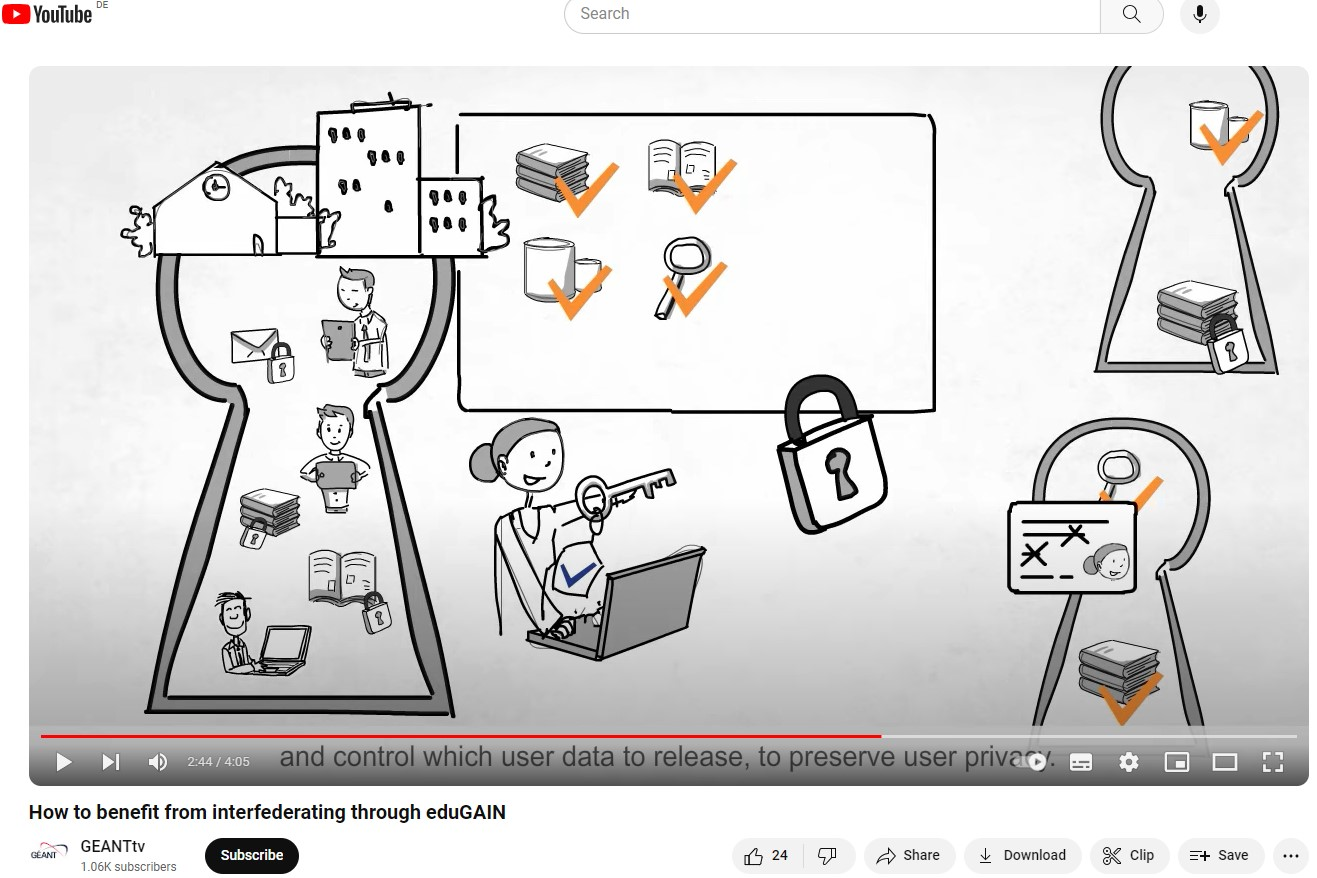 YouTube DE
Search
and control which user data to release, to preserve user privacy.
2:44 / 4:05
How to benefit from interfederating through eduGAIN
GÉANT
GEANTtv
1.06K subscribers
Subscribe
24
Share
Download
Clip
Save